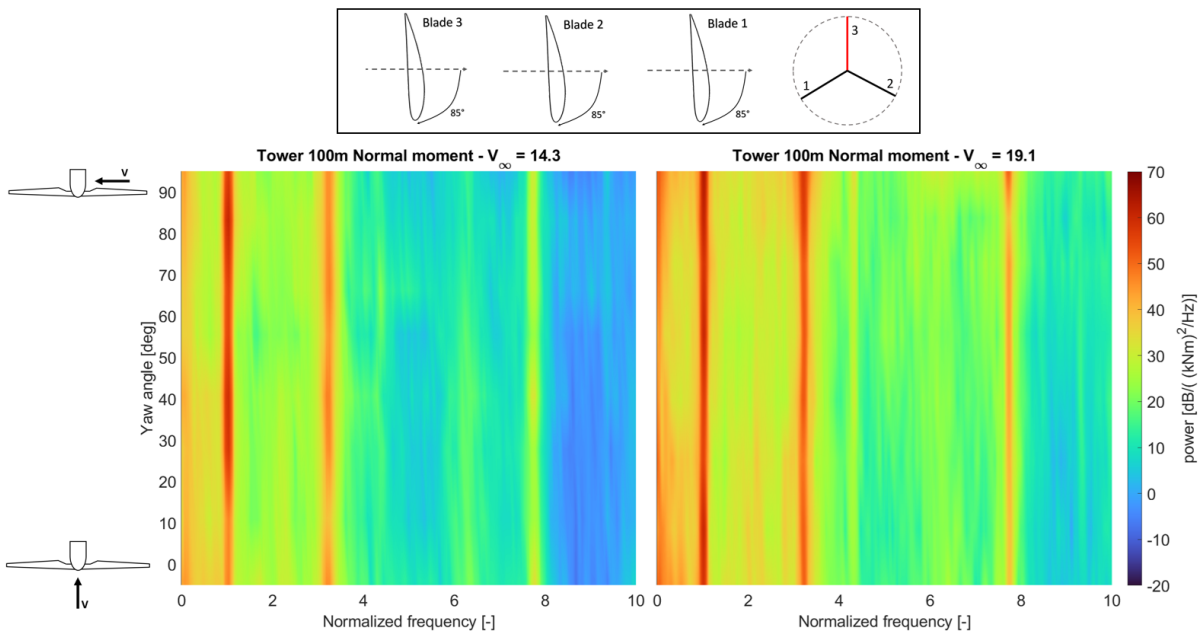 Blade 3
Blade 2
Blade 1
85°
85°
85°
3
1
2
Tower 100m Normal moment - V∞ = 14.3
Tower 100m Normal moment - V∞ = 19.1
V
V
Yaw angle [deg]
90
80
70
60
50
40
30
20
10
0
0 2 4 6 8 10
Normalized frequency [-]
0 2 4 6 8 10
Normalized frequency [-]
70
60
50
40
30
20
10
0
-10
-20
power [dB/( (kNm)²/Hz)]